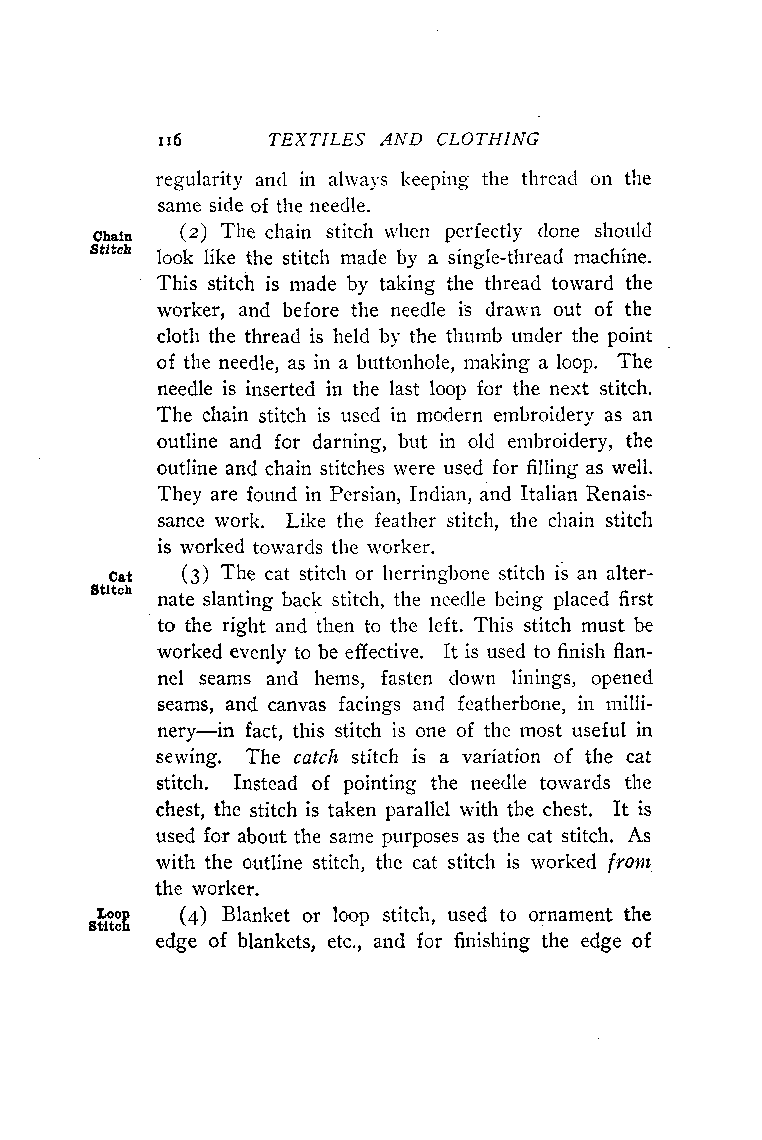 116 TEXTILES AND CLOTHING
regularity and in always keeping the thread on the
same side of the needle.
Chain
Stitch
(2) The chain stitch when perfectly done should
look like the stitch made by a single-thread machine.
This stitch is made by taking the thread toward the
worker, and before the needle is drawn out of the
cloth the thread is held by the thumb under the point
of the needle, as in a buttonhole, making a loop. The
needle is inserted in the last loop for the next stitch.
The chain stitch is used in modern embroidery as an
outline and for darning, but in old embroidery, the
outline and chain stitches were used for filling as well.
They are found in Persian, Indian, and Italian Renais-
sance work. Like the feather stitch, the chain stitch
is worked towards the worker.
Cat
Stitch
(3) The cat stitch or herringbone stitch is an alter-
nate slanting back stitch, the needle being placed first
to the right and then to the left. This stitch must be
worked evenly to be effective. It is used to finish flan-
nel seams and hems, fasten down linings, opened
seams, and canvas facings and featherbone, in milli-
nery—in fact, this stitch is one of the most useful in
sewing. The catch stitch is a variation of the cat
stitch. Instead of pointing the needle towards the
chest, the stitch is taken parallel with the chest. It is
used for about the same purposes as the cat stitch. As
with the outline stitch, the cat stitch is worked from
the worker.
Loop
Stitch
(4) Blanket or loop stitch, used to ornament the
edge of blankets, etc., and for finishing the edge of